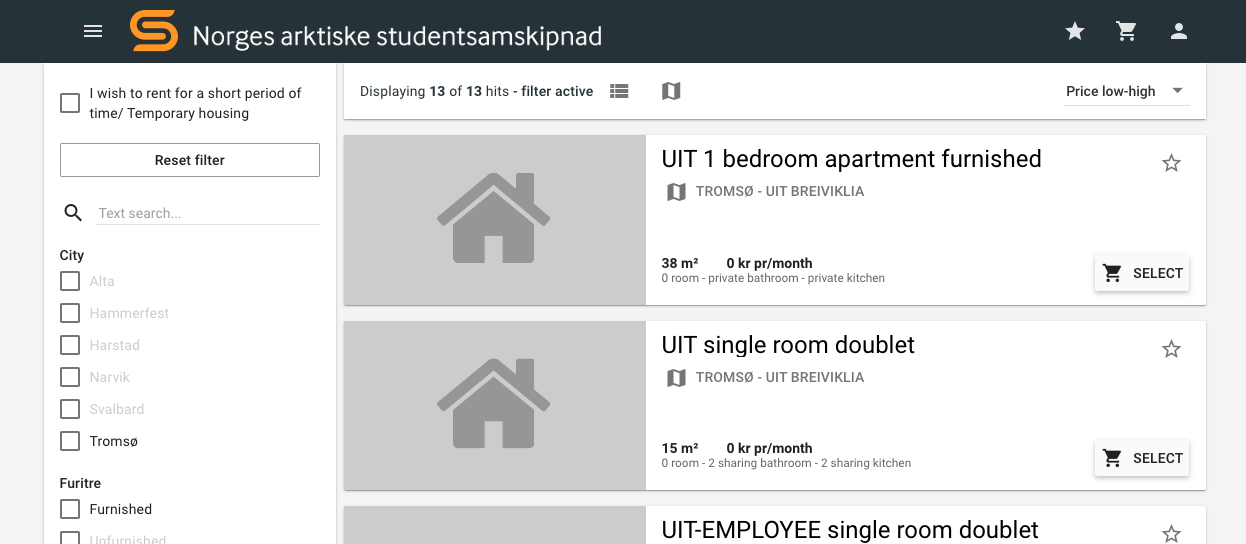 Norges arktiske studentsamskipnad
I wish to rent for a short period of
time/ Temporary housing
Reset filter
Text search...
City
Alta
Hammerfest
Harstad
Narvik
Svalbard
Tromsø
Furitre
Furnished
Unfurnished
Displaying 13 of 13 hits - filter active
Price low-high
UIT 1 bedroom apartment furnished
TROMSØ - UIT BREIVIKLIA
38 m² 0 kr pr/month
0 room - private bathroom - private kitchen
SELECT
UIT single room doublet
TROMSØ - UIT BREIVIKLIA
15 m² 0 kr pr/month
0 room - 2 sharing bathroom - 2 sharing kitchen
SELECT
UIT-EMPLOYEE single room doublet